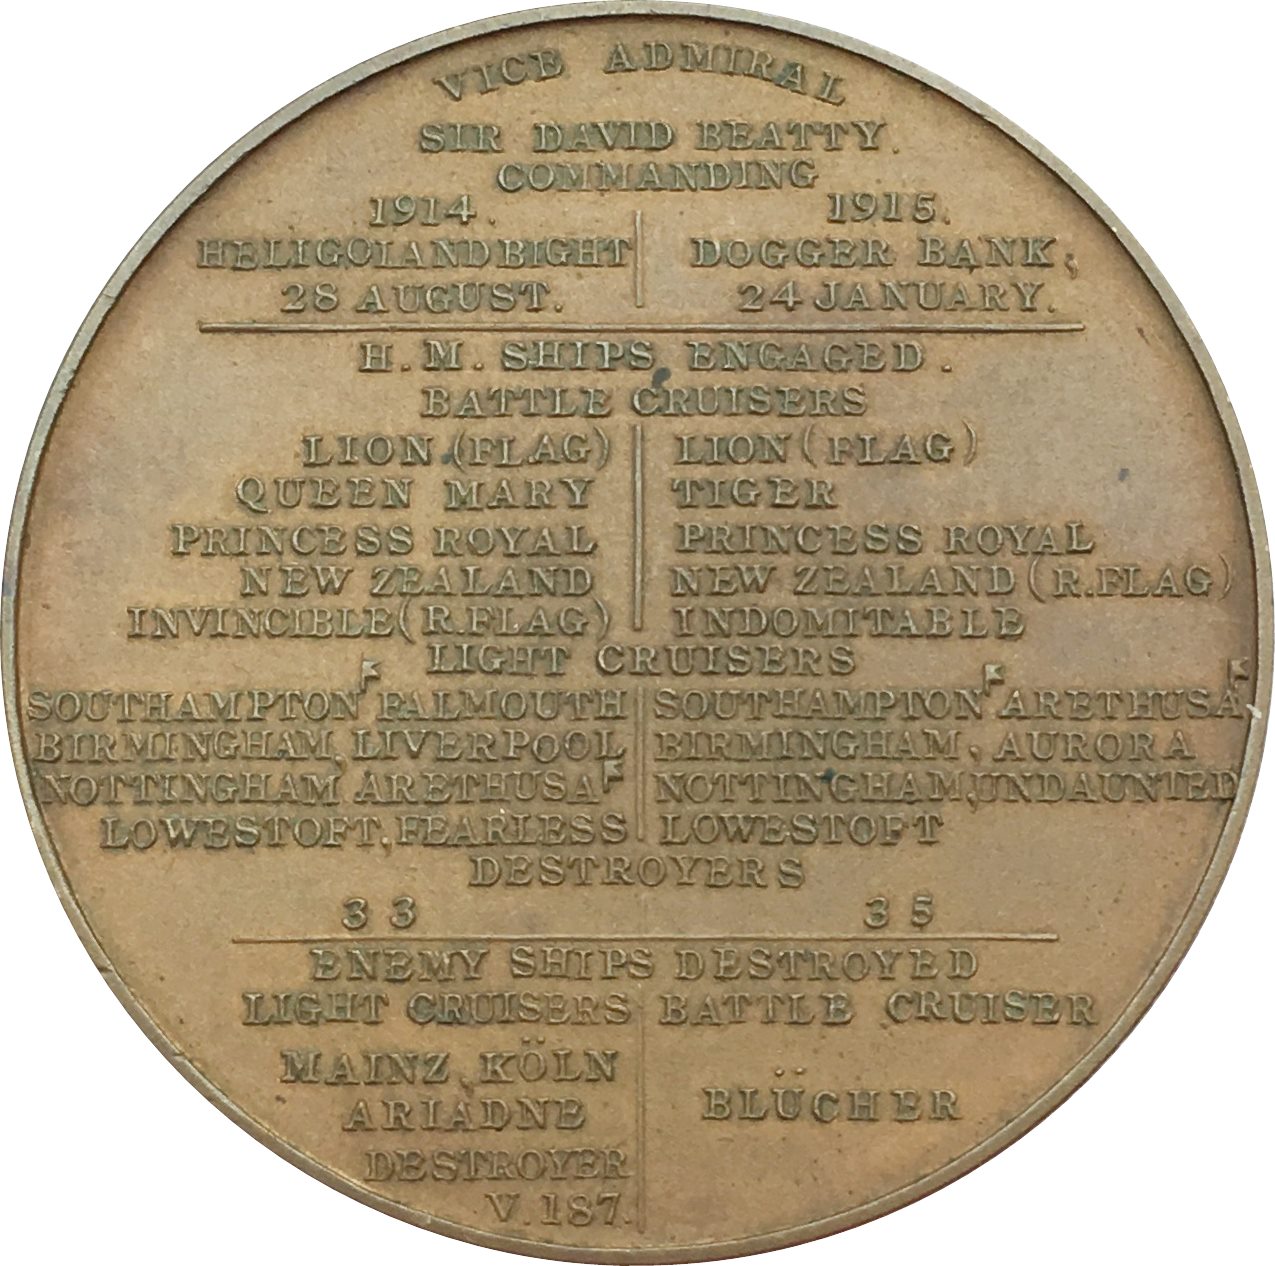 VICE ADMIRAL
SIR DAVID BEATTY.
COMMANDING
1914. 1915.
HELIGOLAND BIGHT DOGGER BANK,
28 AUGUST. 24 JANUARY.
H.M. SHIPS ENGAGED.
BATTLE CRUISERS
LION (FLAG) LION (FLAG)
QUEEN MARY TIGER
PRINCESS ROYAL PRINCESS ROYAL
NEW ZEALAND NEW ZEALAND (R.FLAG)
INVINCIBLE (R.FLAG) INDOMITABLE
LIGHT CRUISERS
SOUTHAMPTON FALMOUTH SOUTHAMPTON ARETHUSA
BIRMINGHAM, LIVERPOOL BIRMINGHAM, AURORA
NOTTINGHAM ARETHUSA NOTTINGHAM, UNDAUNTED
LOWESTOFT, FEARLESS LOWESTOFT
DESTROYERS
33 35
ENEMY SHIPS DESTROYED
LIGHT CRUISERS BATTLE CRUISER
MAINZ, KÖLN
ARIADNE BLÜCHER
DESTROYER
V.187.